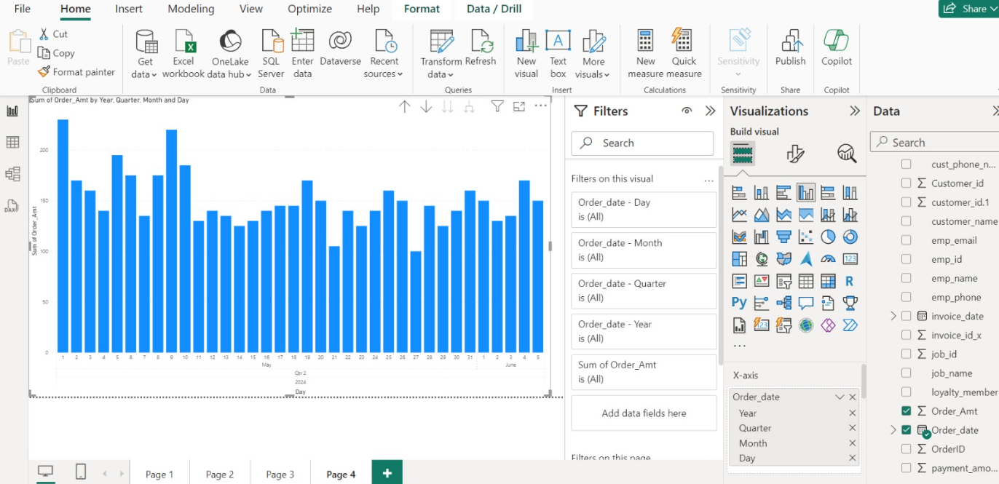 File Home Insert Modeling View Optimize Help Format Data / Drill Share
Paste
Cut
Copy
Format painter
Clipboard
Get data
Excel workbook
OneLake data hub
SQL Server
Enter data
Dataverse
Recent sources
Data
Transform data
Refresh
Queries
New visual
Text box
More visuals
Insert
New measure
Quick measure
Calculations
Sensitivity
Sensitivity
Publish
Share
Copilot
Copilot
Sum of Order_Amt by Year, Quarter, Month and Day
Sum of Order_Amt
200
150
100
50
0
1 2 3 4 5 6 7 8 9 10 11 12 13 14 15 16 17 18 19 20 21 22 23 24 25 26 27 28 29 30 31 1 2 3 4 5
May June
Qtr 2
2024
Day
Filters
Search
Filters on this visual
...
Order_date - Day
is (All)
Order_date - Month
is (All)
Order_date - Quarter
is (All)
Order_date - Year
is (All)
Sum of Order_Amt
is (All)
Add data fields here
Filters on this page
Visualizations
Build visual
123
R
Py
123
...
X-axis
Order_date
Year
Quarter
Month
Day
Data
Search
cust_phone_n...
Customer_id
customer_id.1
customer_name
emp_email
emp_id
emp_name
emp_phone
invoice_date
invoice_id_x
job_id
job_name
loyalty_member
Order_Amt
Order_date
OrderID
payment_amo...
DAX
Page 1 Page 2 Page 3 Page 4 +